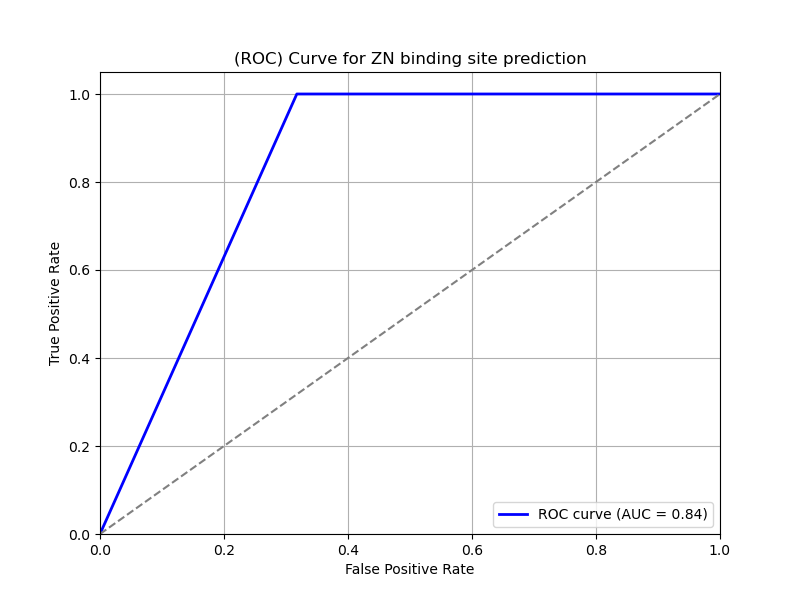 (ROC) Curve for ZN binding site prediction
True Positive Rate
1.0
0.8
0.6
0.4
0.2
0.0
ROC curve (AUC = 0.84)
0.0 0.2 0.4 0.6 0.8 1.0
False Positive Rate